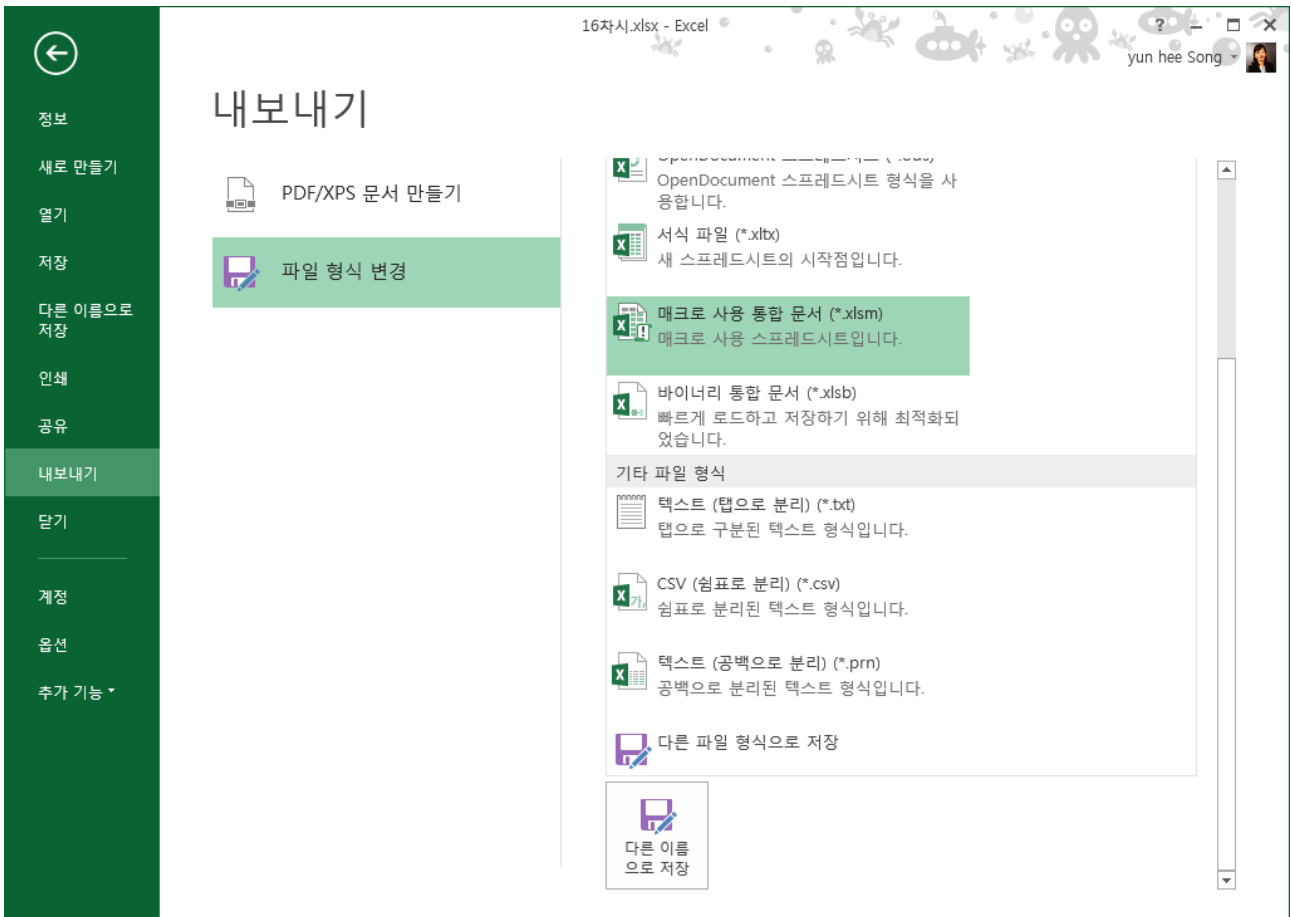 16차시.xlsx - Excel
?
yun hee Song
정보
새로 만들기
열기
저장
다른 이름으로
저장
인쇄
공유
내보내기
닫기
계정
옵션
추가 기능
내보내기
PDF/XPS 문서 만들기
파일 형식 변경
OpenDocument 스프레드시트 (*.ods)
OpenDocument 스프레드시트 형식을 사
용합니다.
서식 파일 (*.xltx)
새 스프레드시트의 시작점입니다.
매크로 사용 통합 문서 (*.xlsm)
매크로 사용 스프레드시트입니다.
바이너리 통합 문서 (*.xlsb)
빠르게 로드하고 저장하기 위해 최적화되
었습니다.
기타 파일 형식
텍스트 (탭으로 분리) (*.txt)
탭으로 구분된 텍스트 형식입니다.
CSV (쉼표로 분리) (*.csv)
쉼표로 분리된 텍스트 형식입니다.
텍스트 (공백으로 분리) (*.prn)
공백으로 분리된 텍스트 형식입니다.
다른 파일 형식으로 저장
다른 이름
으로 저장